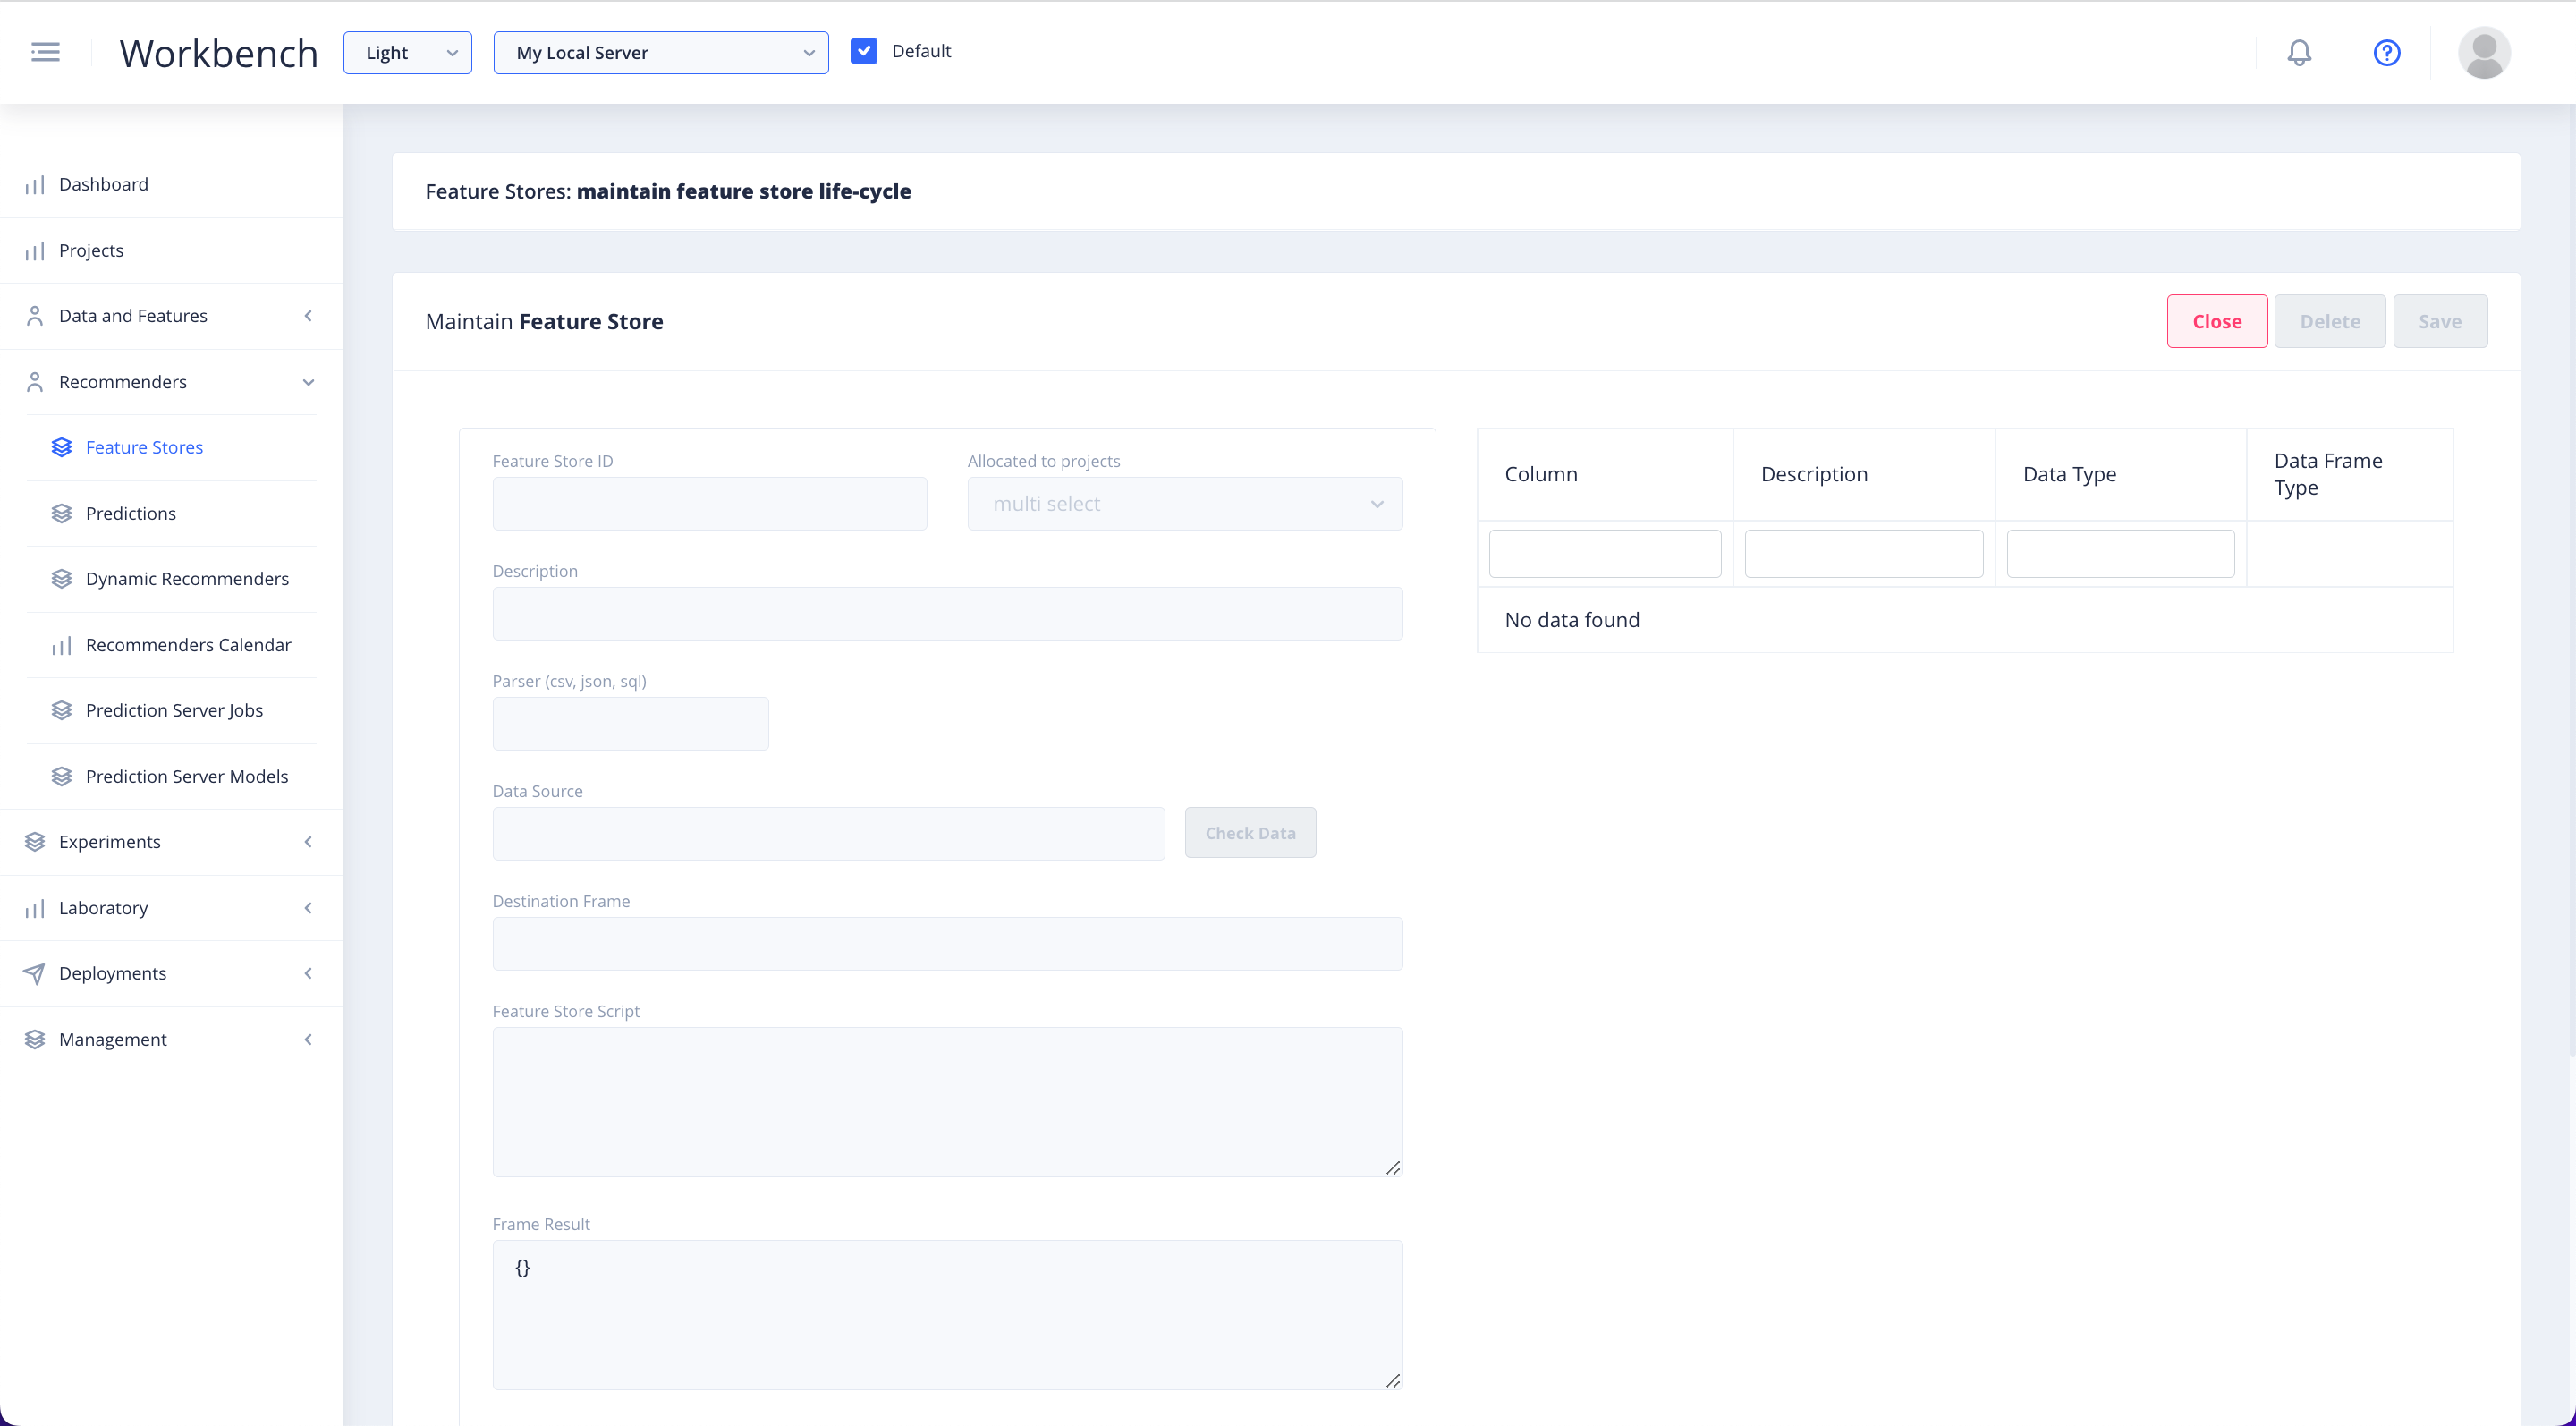 Workbench
Light
My Local Server
Default
Dashboard
Projects
Data and Features
Recommenders
Feature Stores
Predictions
Dynamic Recommenders
Recommenders Calendar
Prediction Server Jobs
Prediction Server Models
Experiments
Laboratory
Deployments
Management
Feature Stores: maintain feature store life-cycle
Maintain Feature Store
Close
Delete
Save
Feature Store ID
Allocated to projects
multi select
Description
Parser (csv, json, sql)
Data Source
Check Data
Destination Frame
Feature Store Script
Frame Result
{}
Column
Description
Data Type
Data Frame
Type
No data found